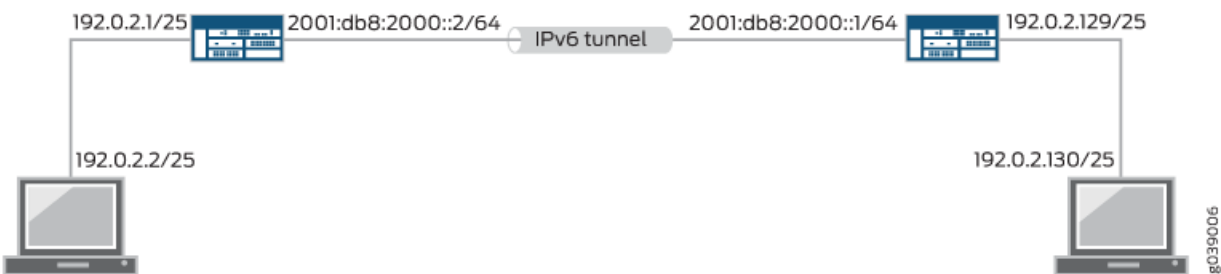 192.0.2.1/25
2001:db8:2000::2/64
IPv6 tunnel
2001:db8:2000::1/64
192.0.2.129/25
192.0.2.2/25
192.0.2.130/25
g039006